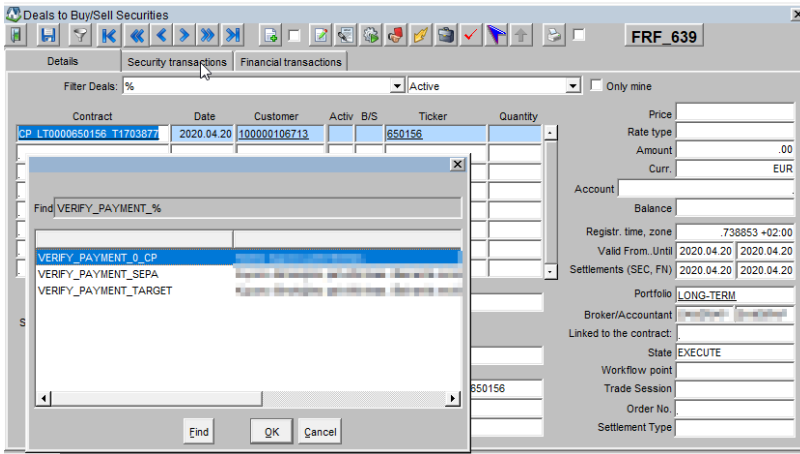 Deals to Buy/Sell Securities
FRF_639
Details Security transactions Financial transactions
Filter Deals: % Active Only mine
Contract Date Customer Activ B/S Ticker Quantity
CP_LT0000650156_T1703877 2020.04.20 100000106713 650156
Price
Rate type
Amount .00
Curr. EUR
Account .
Balance
Registr. time, zone .738853 +02:00
Valid From..Until 2020.04.20 2020.04.20
Settlements (SEC, FN) 2020.04.20 2020.04.20
Portfolio LONG-TERM
Broker/Accountant
Linked to the contract: .
State EXECUTE
Workflow point
Trade Session
Order No. .
Settlement Type
Find VERIFY_PAYMENT_%
VERIFY_PAYMENT_0_CP
VERIFY_PAYMENT_SEPA
VERIFY_PAYMENT_TARGET
S
650156
Find OK Cancel